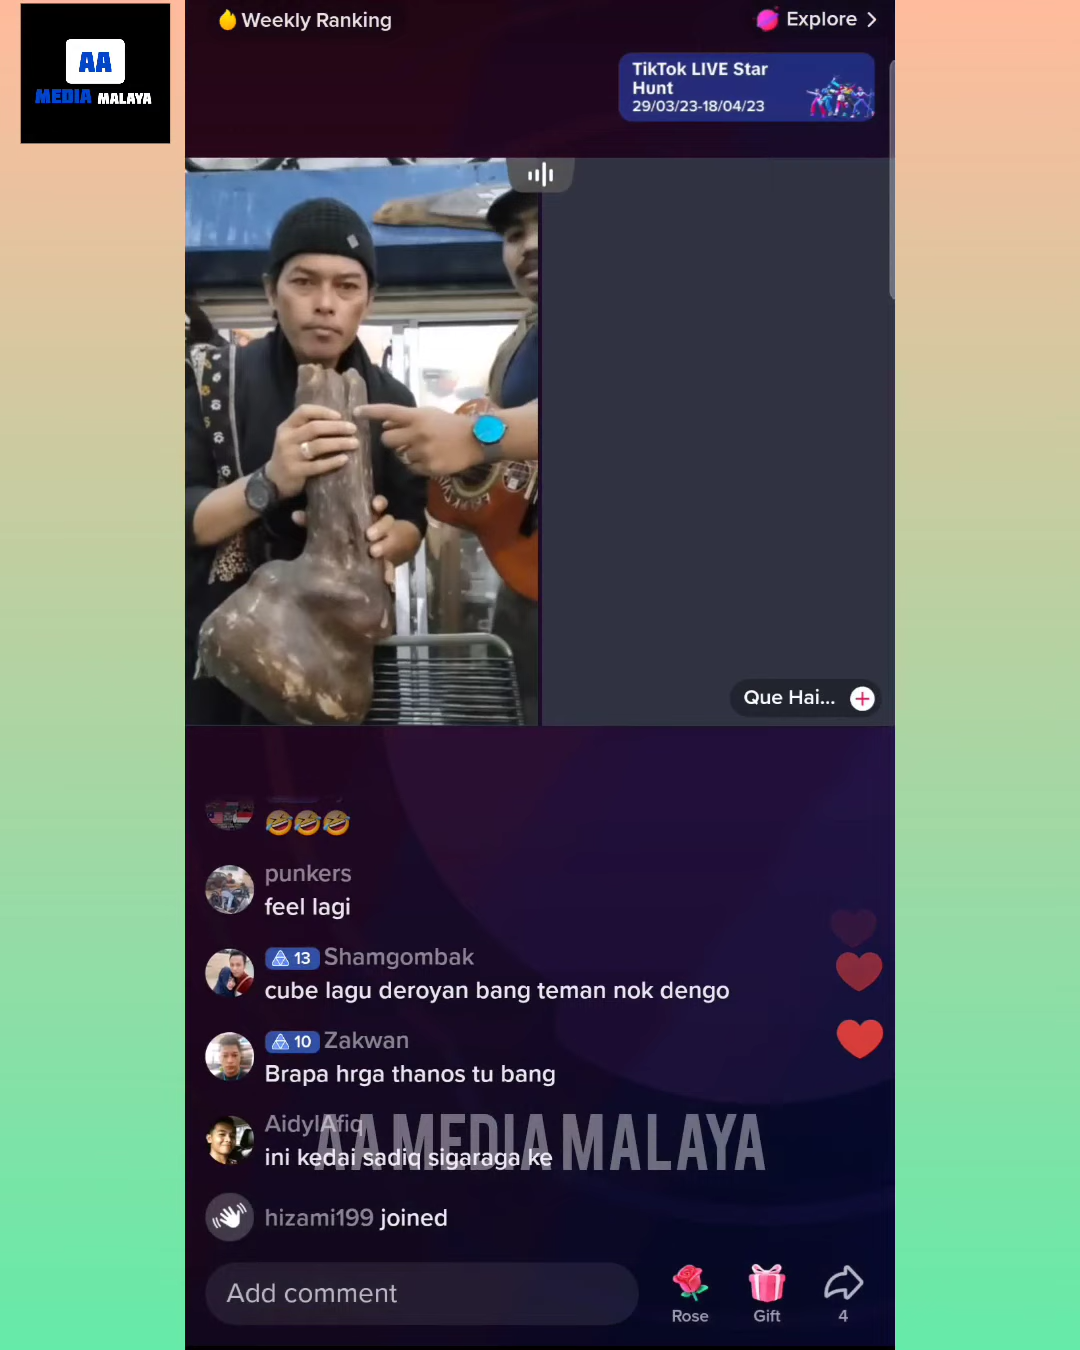 AA
MEDIA MALAYA
Weekly Ranking
Explore
TikTok LIVE Star
Hunt
29/03/23-18/04/23
Que Hai...
punkers
feel lagi
13 Shamgombak
cube lagu deroyan bang teman nok dengo
10 Zakwan
Brapa hrga thanos tu bang
AidylAfiq
ini kedai sadiq sigaraga ke
AA MEDIA MALAYA
hizami199 joined
Add comment
Rose
Gift
4